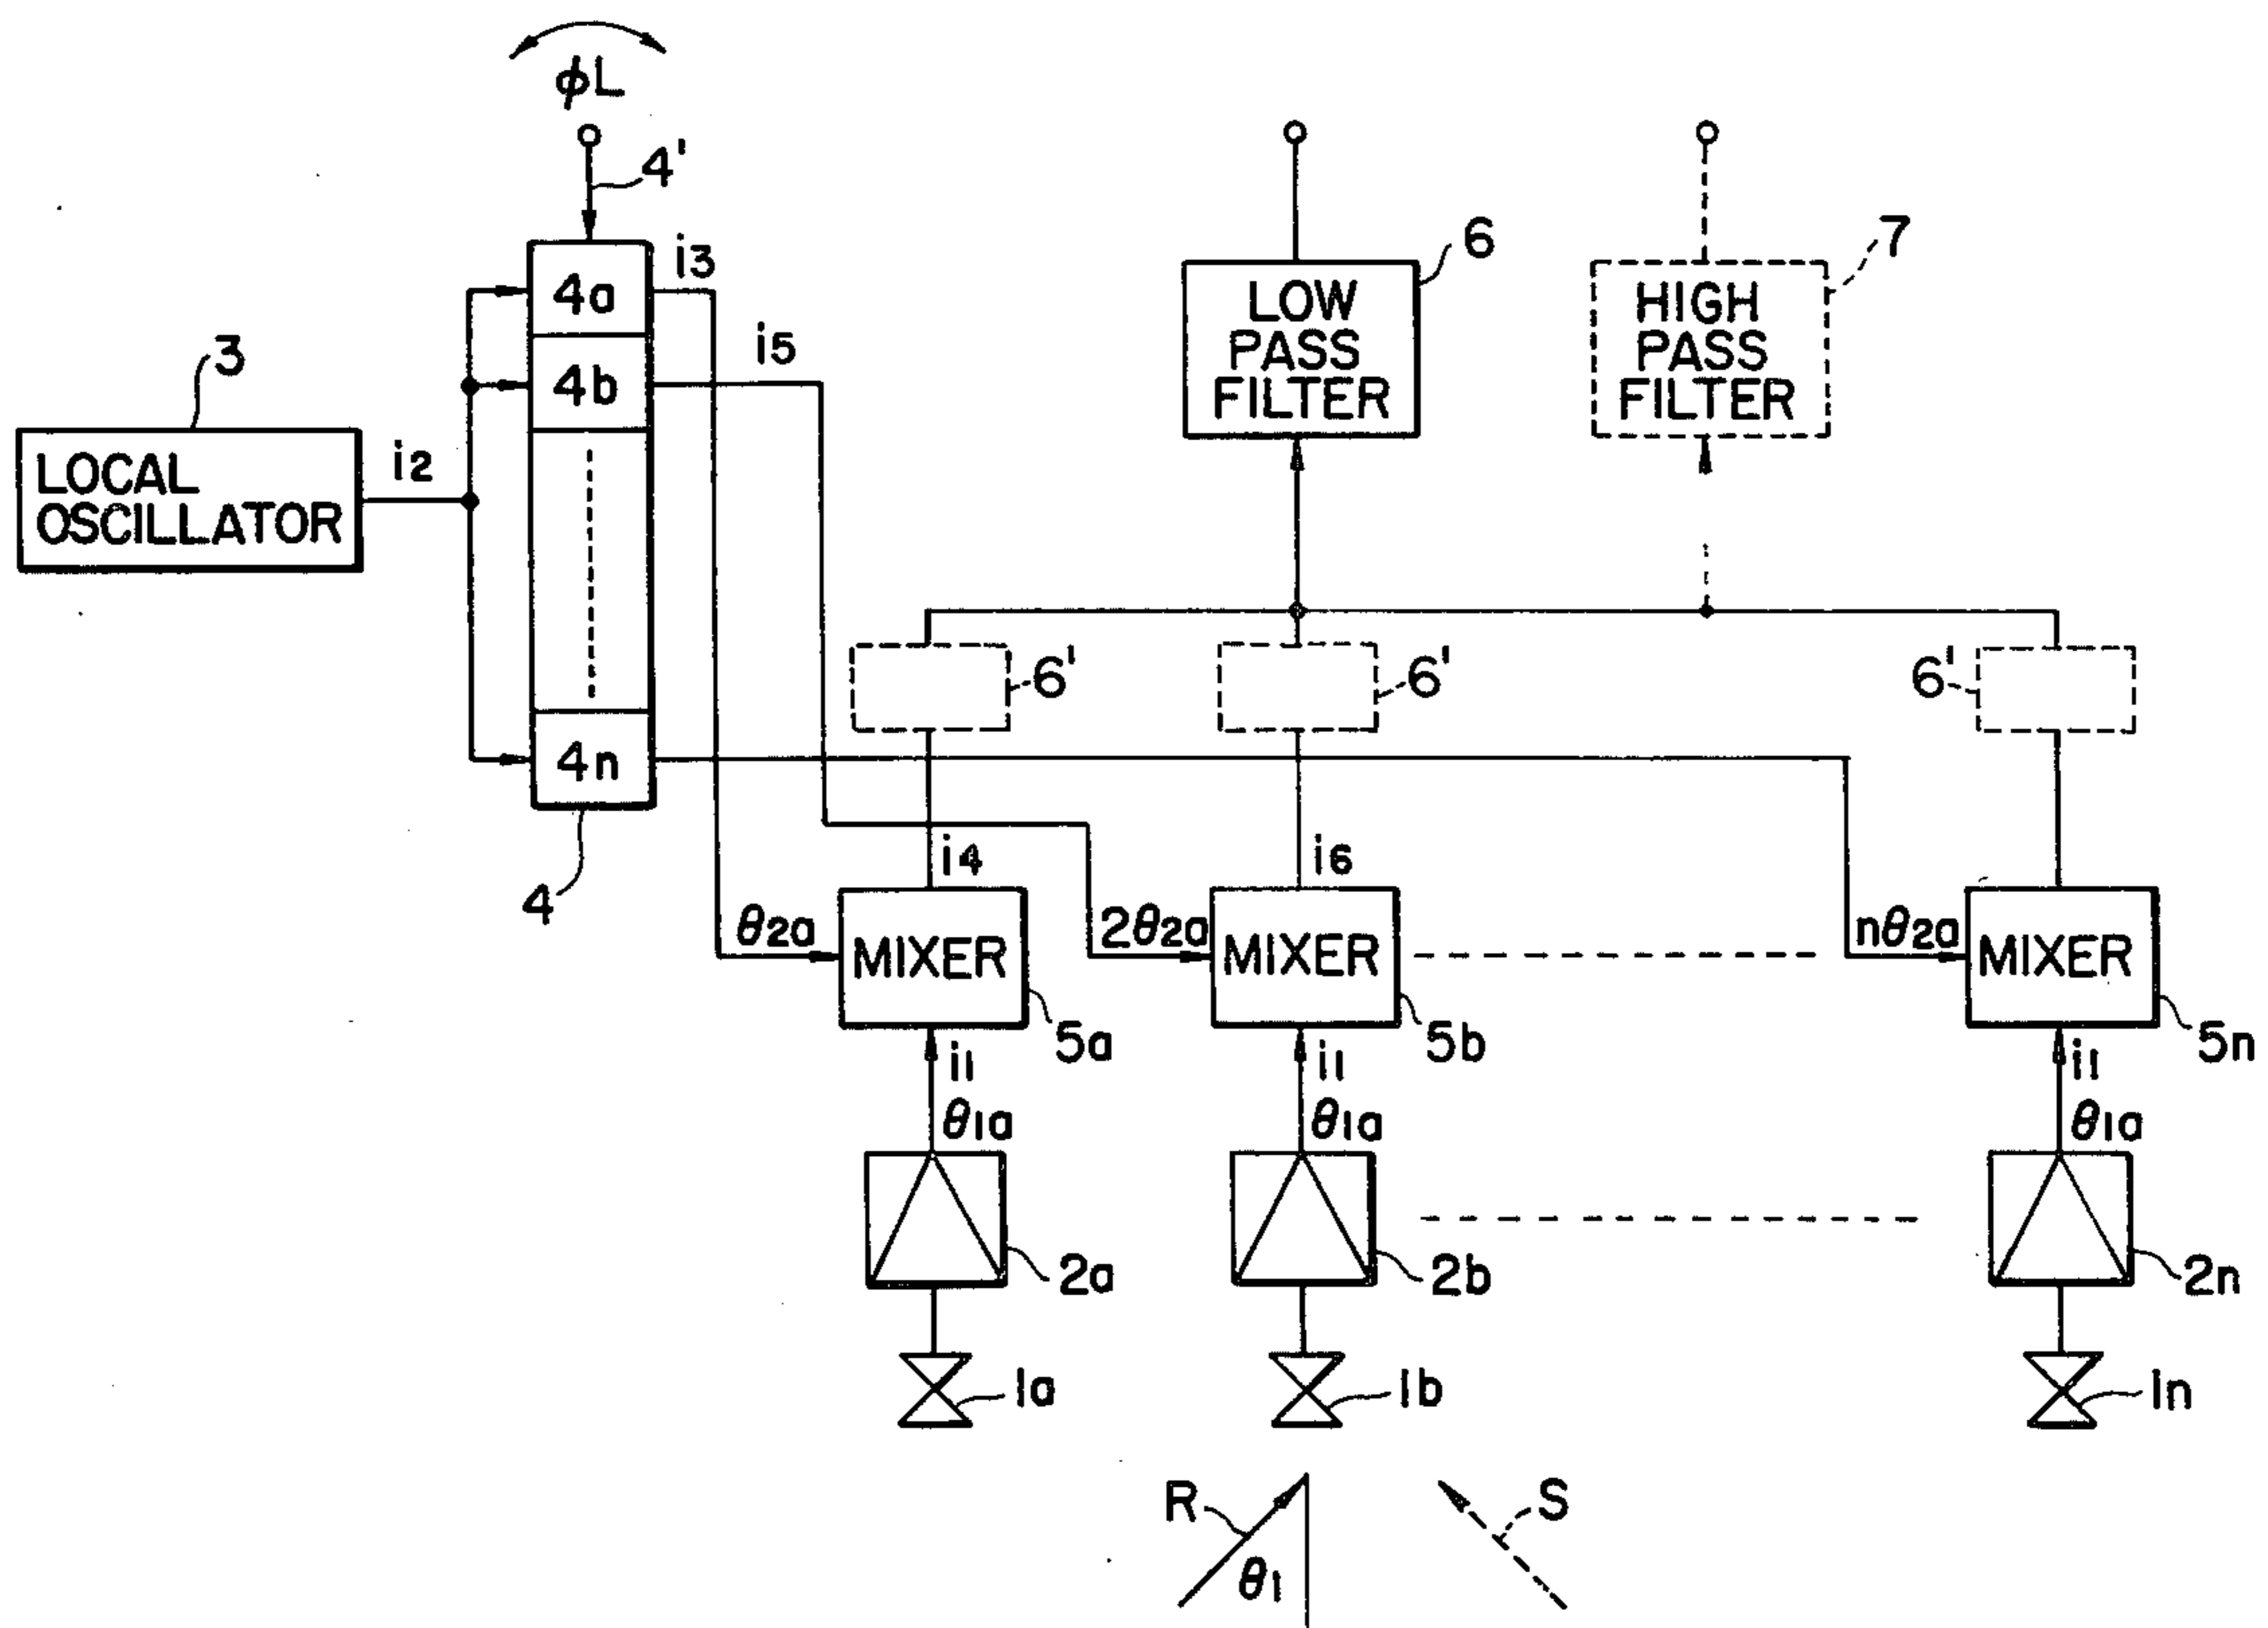 φL
4'
i3
4a
i5
4b
3
LOCAL
OSCILLATOR
i2
4n
4
6
LOW
PASS
FILTER
7
HIGH
PASS
FILTER
6'
6'
6'
i4
i6
θ2a
MIXER
2θ2a
MIXER
nθ2a
MIXER
5a
5b
5n
i1
i1
i1
θ1a
θ1a
θ1a
2a
2b
2n
1a
1b
1n
R
S
θ1